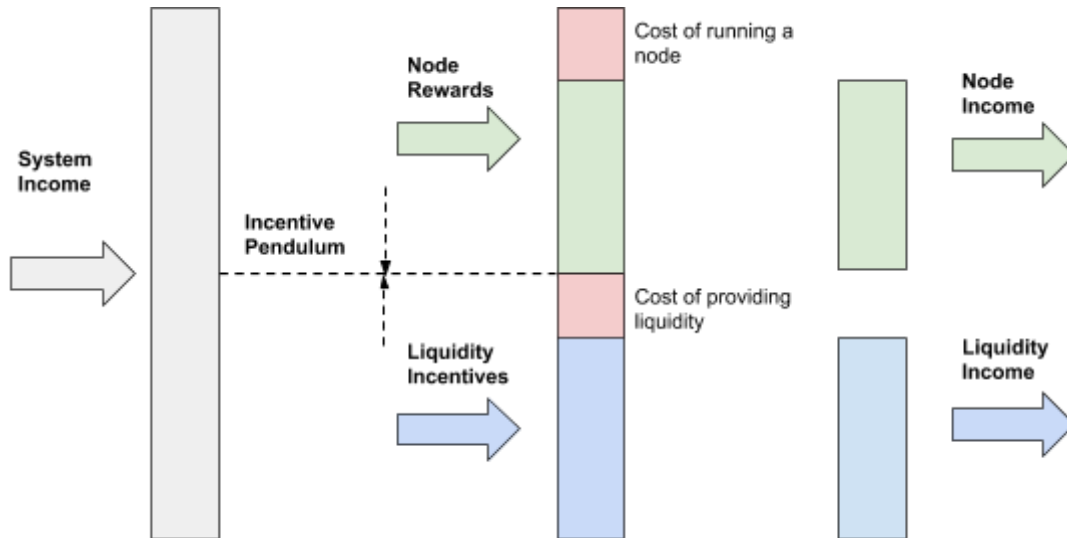 System
Income
Incentive
Pendulum
Node
Rewards
Liquidity
Incentives
Cost of running a
node
Cost of providing
liquidity
Node
Income
Liquidity
Income